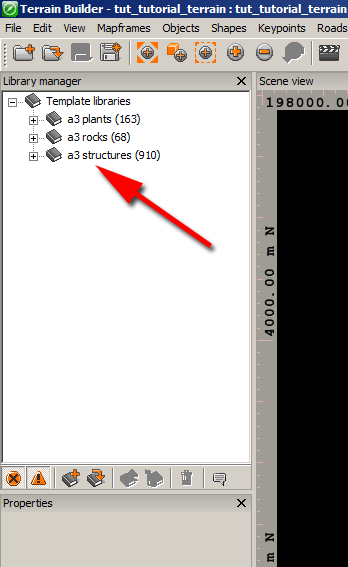 Terrain Builder - tut_tutorial_terrain : tut_tutorial_terrain
File Edit View Mapframes Objects Shapes Keypoints Roads
Library manager
Scene view
Template libraries
a3 plants (163)
a3 rocks (68)
a3 structures (910)
198000.00
4000.00 m N
m N
Properties